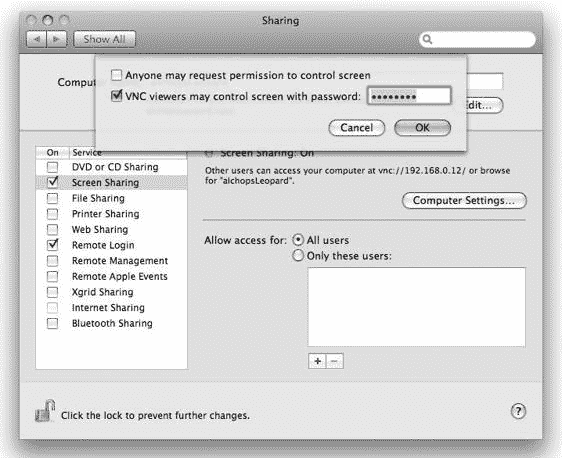 Sharing
Show All
Anyone may request permission to control screen
VNC viewers may control screen with password:
Cancel
OK
On Service
DVD or CD Sharing
Screen Sharing
File Sharing
Printer Sharing
Web Sharing
Remote Login
Remote Management
Remote Apple Events
Xgrid Sharing
Internet Sharing
Bluetooth Sharing
Screen Sharing: On
Other users can access your computer at vnc://192.168.0.12/ or browse
for "alchopsLeopard".
Computer Settings...
Allow access for: All users
Only these users:
+ −
Click the lock to prevent further changes.
?